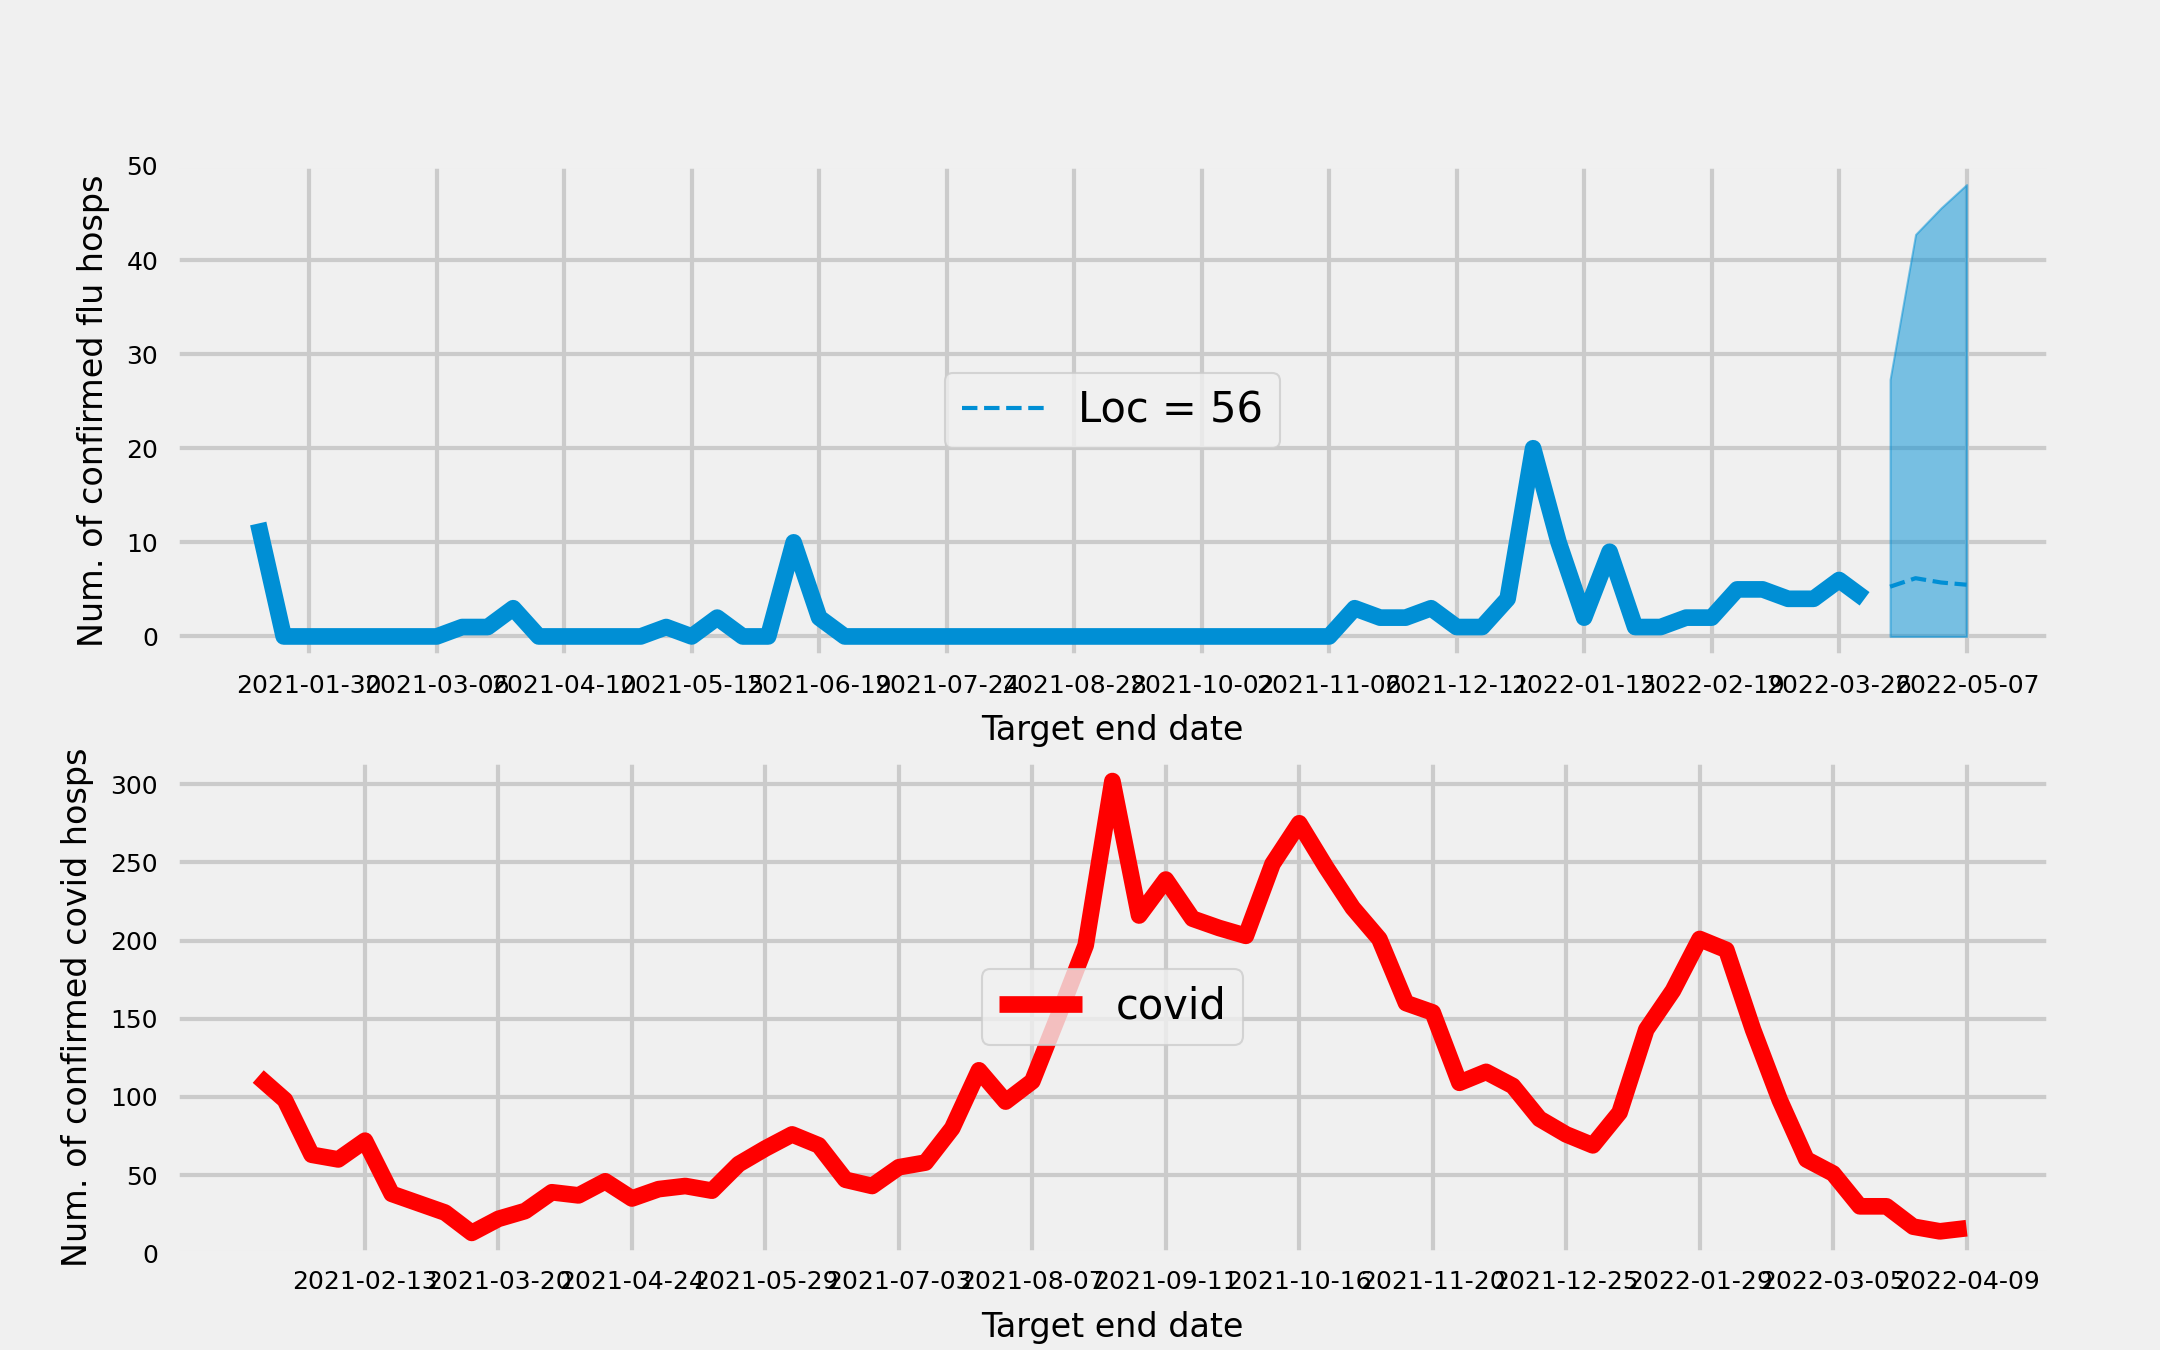 Num. of confirmed flu hosps
50
40
30
20
10
0
Loc = 56
2021-01-30 2021-03-06 2021-04-10 2021-05-15 2021-06-19 2021-07-24 2021-08-28 2021-10-02 2021-11-06 2021-12-11 2022-01-15 2022-02-19 2022-03-26 2022-05-07
Target end date
Num. of confirmed covid hosps
300
250
200
150
100
50
0
covid
2021-02-13 2021-03-20 2021-04-24 2021-05-29 2021-07-03 2021-08-07 2021-09-11 2021-10-16 2021-11-20 2021-12-25 2022-01-29 2022-03-05 2022-04-09
Target end date